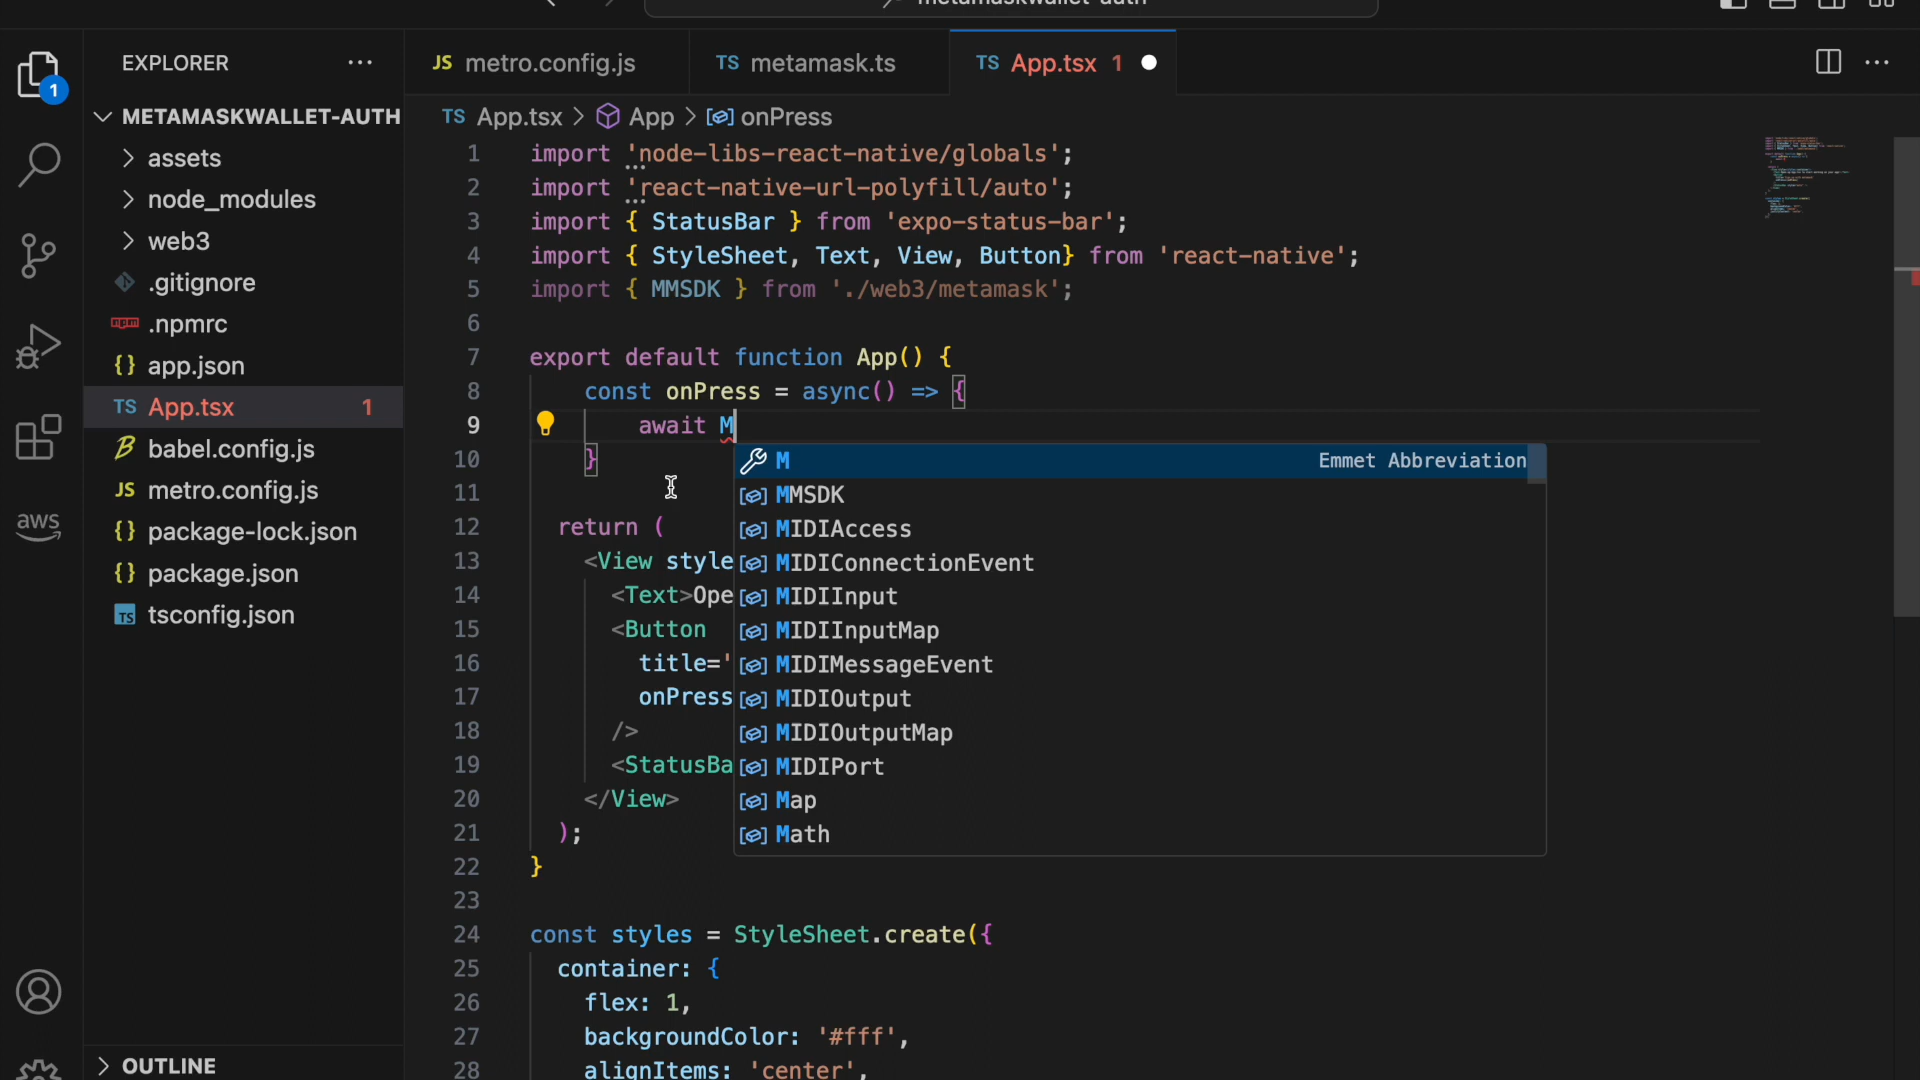 metamaskwallet-auth
EXPLORER
1
METAMASKWALLET-AUTH
assets
node_modules
web3
.gitignore
npm .npmrc
{} app.json
TS App.tsx 1
babel.config.js
JS metro.config.js
{} package-lock.json
{} package.json
TS tsconfig.json
aws
OUTLINE
JS metro.config.js
TS metamask.ts
TS App.tsx 1
TS App.tsx > App > onPress
1 import 'node-libs-react-native/globals';
2 import 'react-native-url-polyfill/auto';
3 import { StatusBar } from 'expo-status-bar';
4 import { StyleSheet, Text, View, Button} from 'react-native';
5 import { MMSDK } from './web3/metamask';
6
7 export default function App() {
8 const onPress = async() => {
9 await M
10 }
11
12 return (
13 <View style
14 <Text>Ope
15 <Button
16 title='
17 onPress
18 />
19 <StatusBa
20 </View>
21 );
22 }
23
24 const styles = StyleSheet.create({
25 container: {
26 flex: 1,
27 backgroundColor: '#fff',
28 alignItems: 'center',
M Emmet Abbreviation
MMSDK
MIDIAccess
MIDIConnectionEvent
MIDIInput
MIDIInputMap
MIDIMessageEvent
MIDIOutput
MIDIOutputMap
MIDIPort
Map
Math